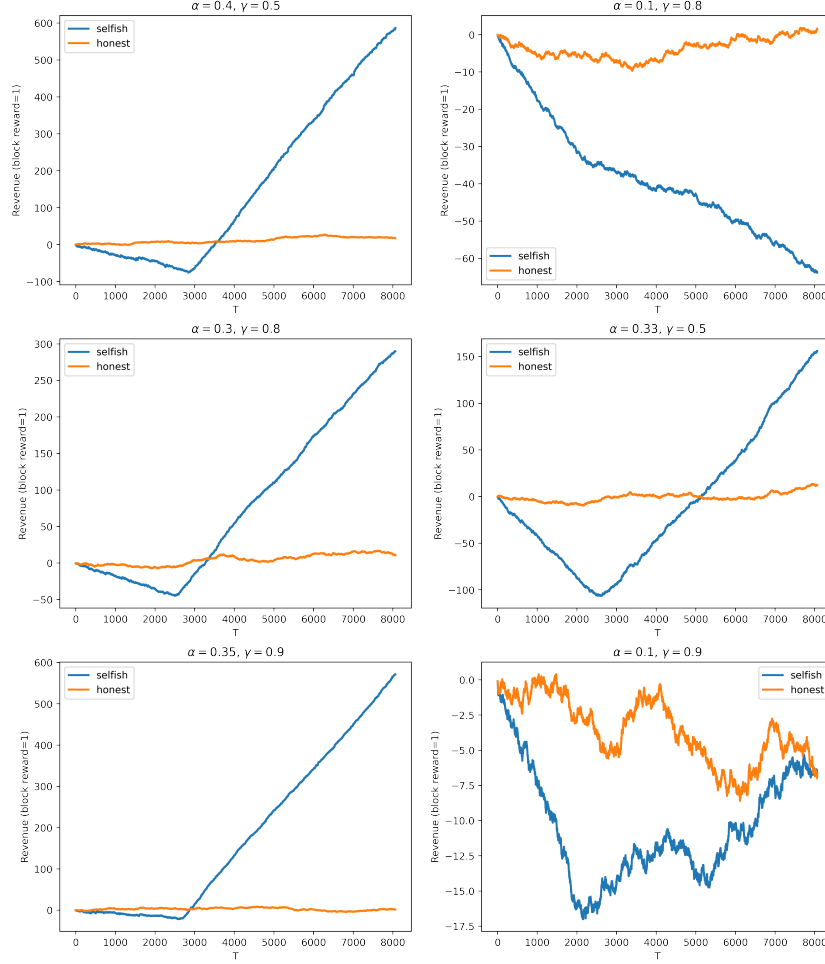 α = 0.4, γ = 0.5
selfish
honest
Revenue (block reward=1)
600
500
400
300
200
100
0
−100
0 1000 2000 3000 4000 5000 6000 7000 8000
T
α = 0.1, γ = 0.8
selfish
honest
Revenue (block reward=1)
0
−10
−20
−30
−40
−50
−60
0 1000 2000 3000 4000 5000 6000 7000 8000
T
α = 0.3, γ = 0.8
selfish
honest
Revenue (block reward=1)
300
250
200
150
100
50
0
−50
0 1000 2000 3000 4000 5000 6000 7000 8000
T
α = 0.33, γ = 0.5
selfish
honest
Revenue (block reward=1)
150
100
50
0
−50
−100
0 1000 2000 3000 4000 5000 6000 7000 8000
T
α = 0.35, γ = 0.9
selfish
honest
Revenue (block reward=1)
600
500
400
300
200
100
0
0 1000 2000 3000 4000 5000 6000 7000 8000
T
α = 0.1, γ = 0.9
selfish
honest
Revenue (block reward=1)
0.0
−2.5
−5.0
−7.5
−10.0
−12.5
−15.0
−17.5
0 1000 2000 3000 4000 5000 6000 7000 8000
T